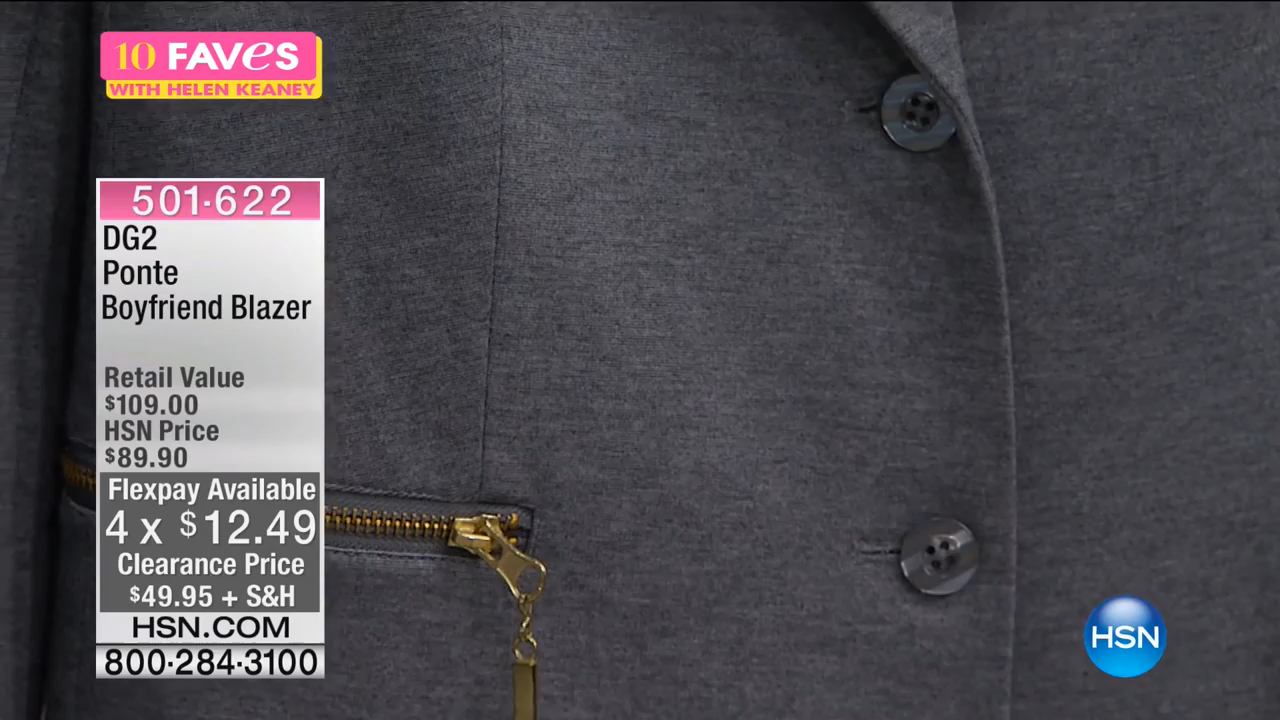 10 FAVeS
WITH HELEN KEANEY
501·622
DG2
Ponte
Boyfriend Blazer
Retail Value
$109.00
HSN Price
$89.90
Flexpay Available
4 x $12.49
Clearance Price
$49.95 + S&H
HSN.COM
800·284·3100
HSN